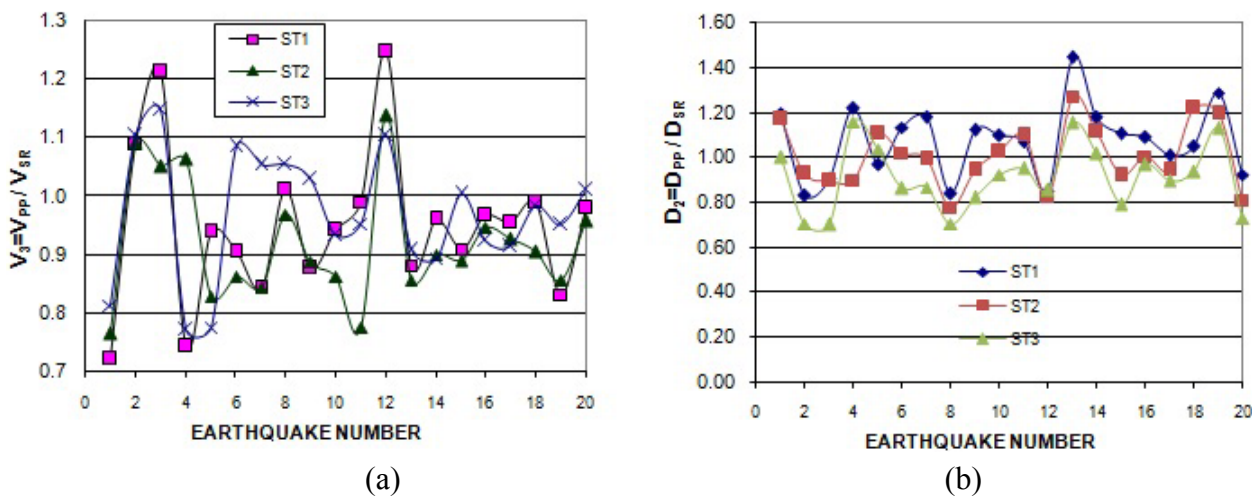 1.3
1.2
1.1
1.0
0.9
0.8
0.7
V3=VPP / VSR
ST1
ST2
ST3
0 2 4 6 8 10 12 14 16 18 20
EARTHQUAKE NUMBER
(a)
1.60
1.40
1.20
1.00
0.80
0.60
0.40
0.20
0.00
D2=DPP / DSR
ST1
ST2
ST3
0 2 4 6 8 10 12 14 16 18 20
EARTHQUAKE NUMBER
(b)